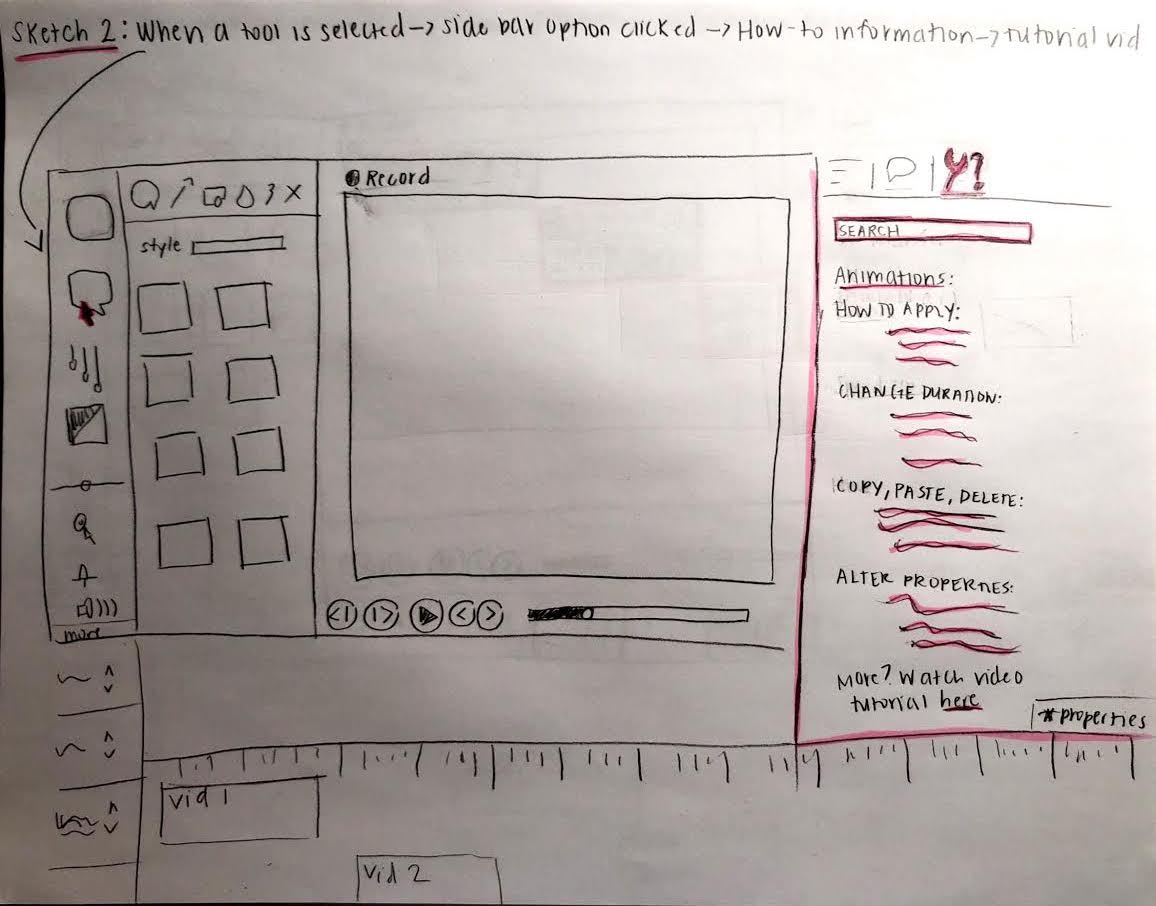 Sketch 2: When a tool is selected→ side bar option clicked → How-to information→tutorial vid
Record
Y?
style
SEARCH
Animations:
HOW TO APPLY:
CHANGE DURATION:
COPY, PASTE, DELETE:
ALTER PROPERTIES:
More? Watch video
tutorial here
more
*properties
vid 1
Vid 2